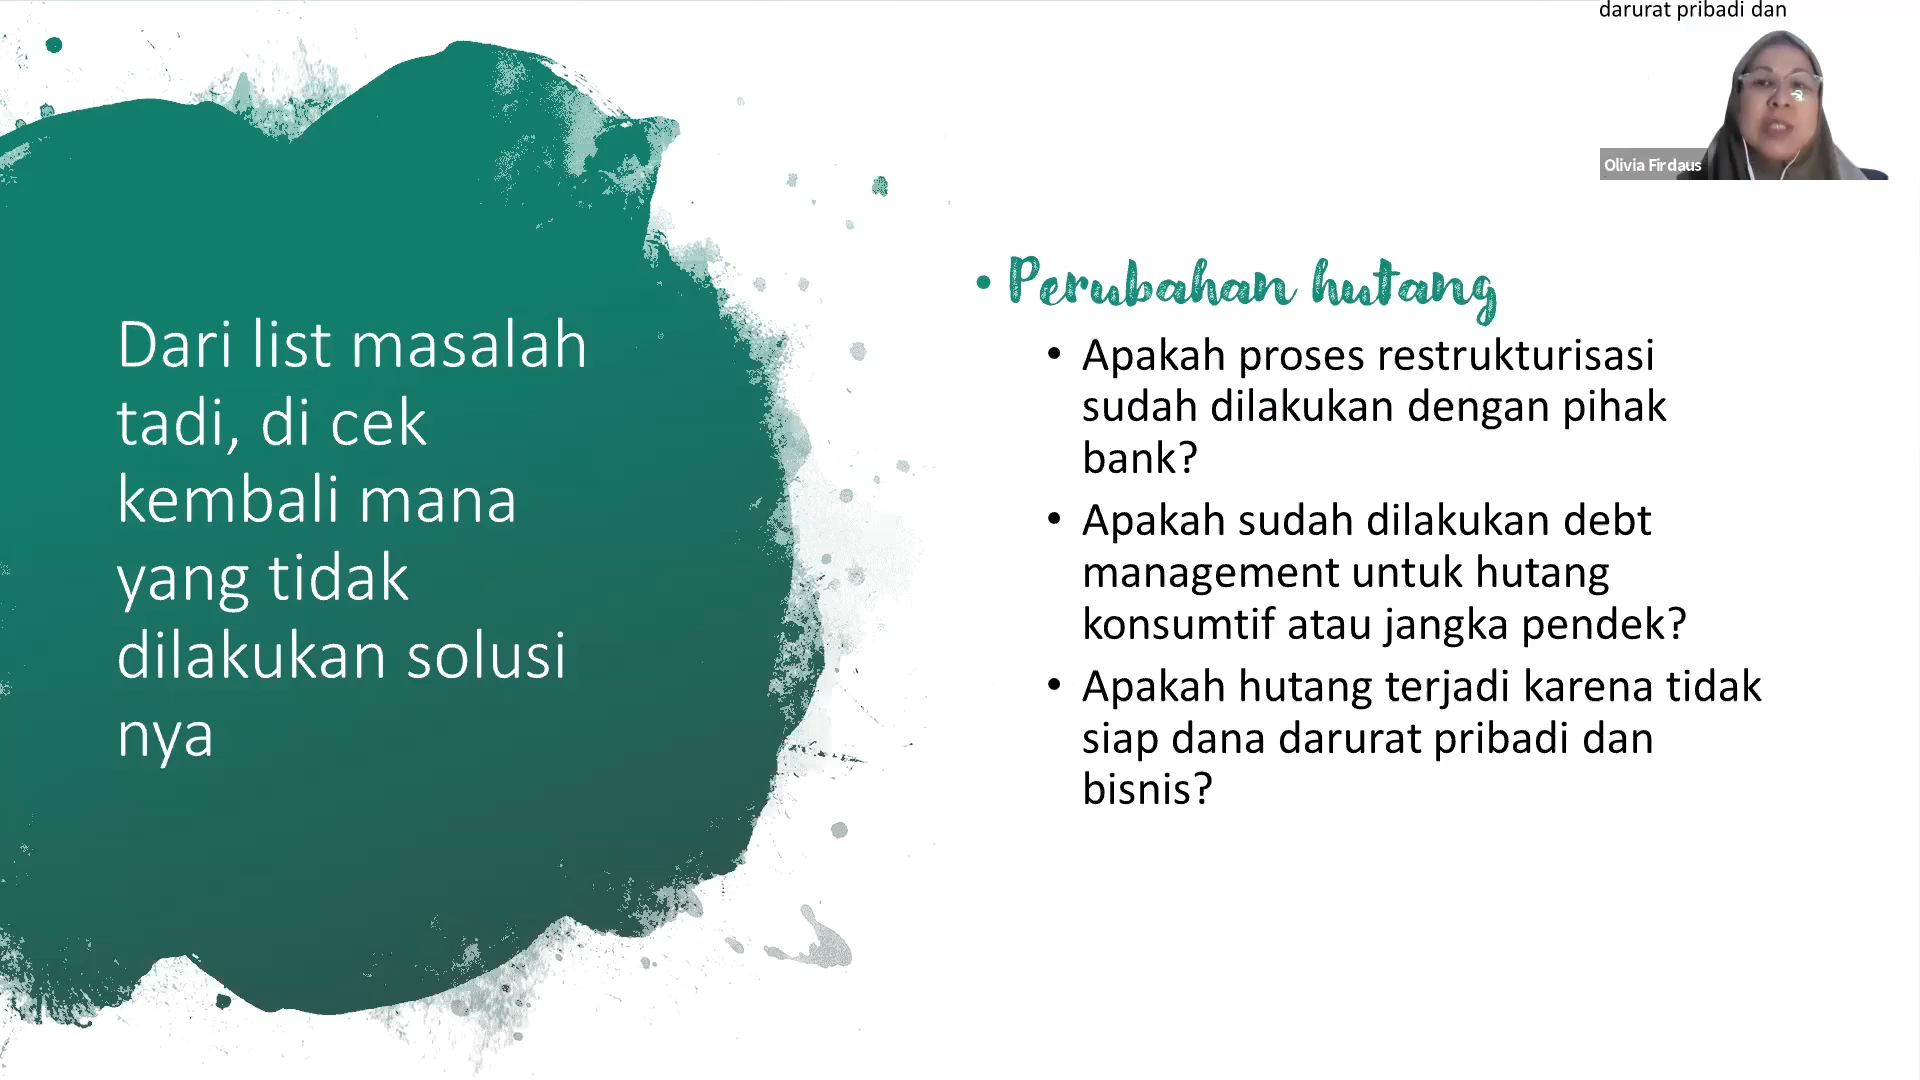 darurat pribadi dan
Olivia Firdaus
Dari list masalah
tadi, di cek
kembali mana
yang tidak
dilakukan solusi
nya
• Perubahan hutang
• Apakah proses restrukturisasi
sudah dilakukan dengan pihak
bank?
• Apakah sudah dilakukan debt
management untuk hutang
konsumtif atau jangka pendek?
• Apakah hutang terjadi karena tidak
siap dana darurat pribadi dan
bisnis?